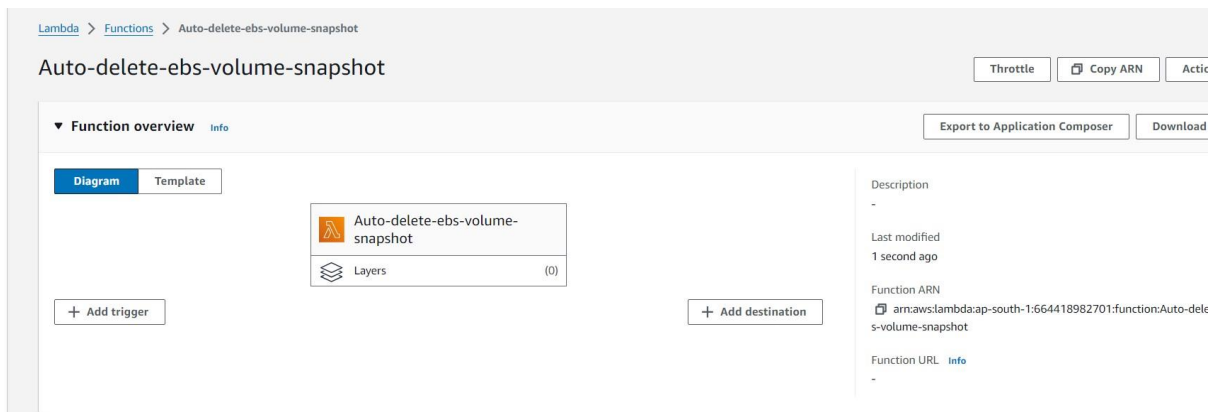 Lambda > Functions > Auto-delete-ebs-volume-snapshot
Auto-delete-ebs-volume-snapshot
Throttle
Copy ARN
Function overview Info
Export to Application Composer
Download
Diagram
Template
Auto-delete-ebs-volume-
snapshot
Layers (0)
+ Add trigger
+ Add destination
Description
-
Last modified
1 second ago
Function ARN
arn:aws:lambda:ap-south-1:664418982701:function:Auto-dele
s-volume-snapshot
Function URL Info
-